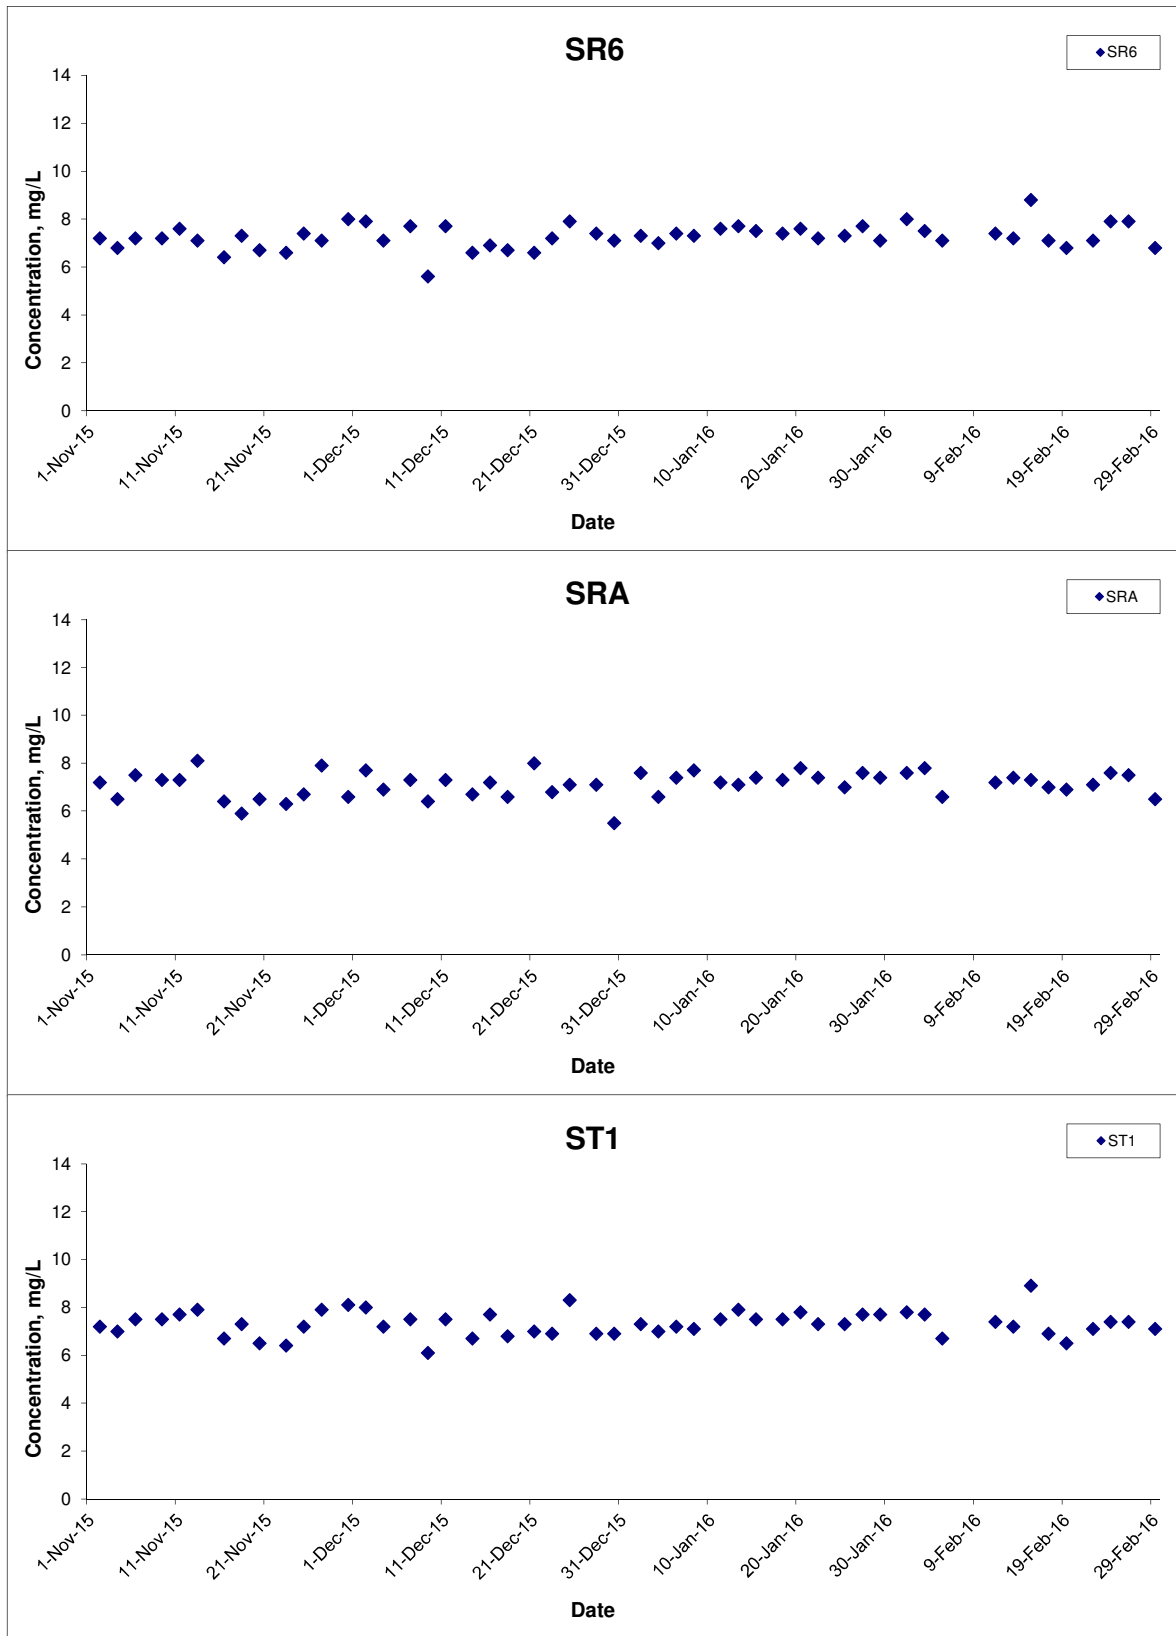 SR6
SR6
14
12
10
8
6
4
2
0
Concentration, mg/L
1-Nov-15
11-Nov-15
21-Nov-15
1-Dec-15
11-Dec-15
21-Dec-15
31-Dec-15
10-Jan-16
20-Jan-16
30-Jan-16
9-Feb-16
19-Feb-16
29-Feb-16
Date
SRA
SRA
14
12
10
8
6
4
2
0
Concentration, mg/L
1-Nov-15
11-Nov-15
21-Nov-15
1-Dec-15
11-Dec-15
21-Dec-15
31-Dec-15
10-Jan-16
20-Jan-16
30-Jan-16
9-Feb-16
19-Feb-16
29-Feb-16
Date
ST1
ST1
14
12
10
8
6
4
2
0
Concentration, mg/L
1-Nov-15
11-Nov-15
21-Nov-15
1-Dec-15
11-Dec-15
21-Dec-15
31-Dec-15
10-Jan-16
20-Jan-16
30-Jan-16
9-Feb-16
19-Feb-16
29-Feb-16
Date